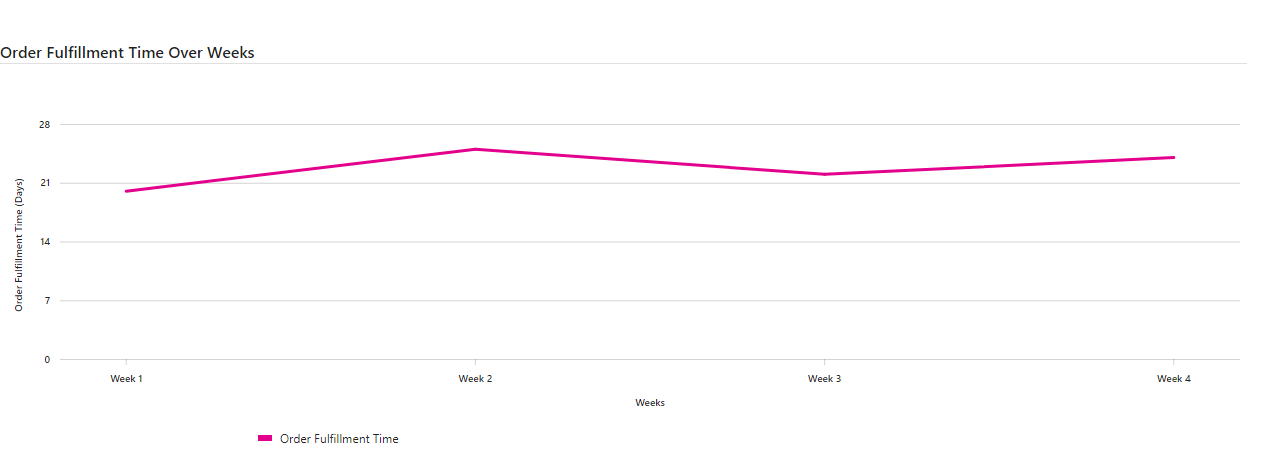 Order Fulfillment Time Over Weeks
Order Fulfillment Time (Days)
28
21
14
7
0
Week 1
Week 2
Week 3
Week 4
Weeks
Order Fulfillment Time